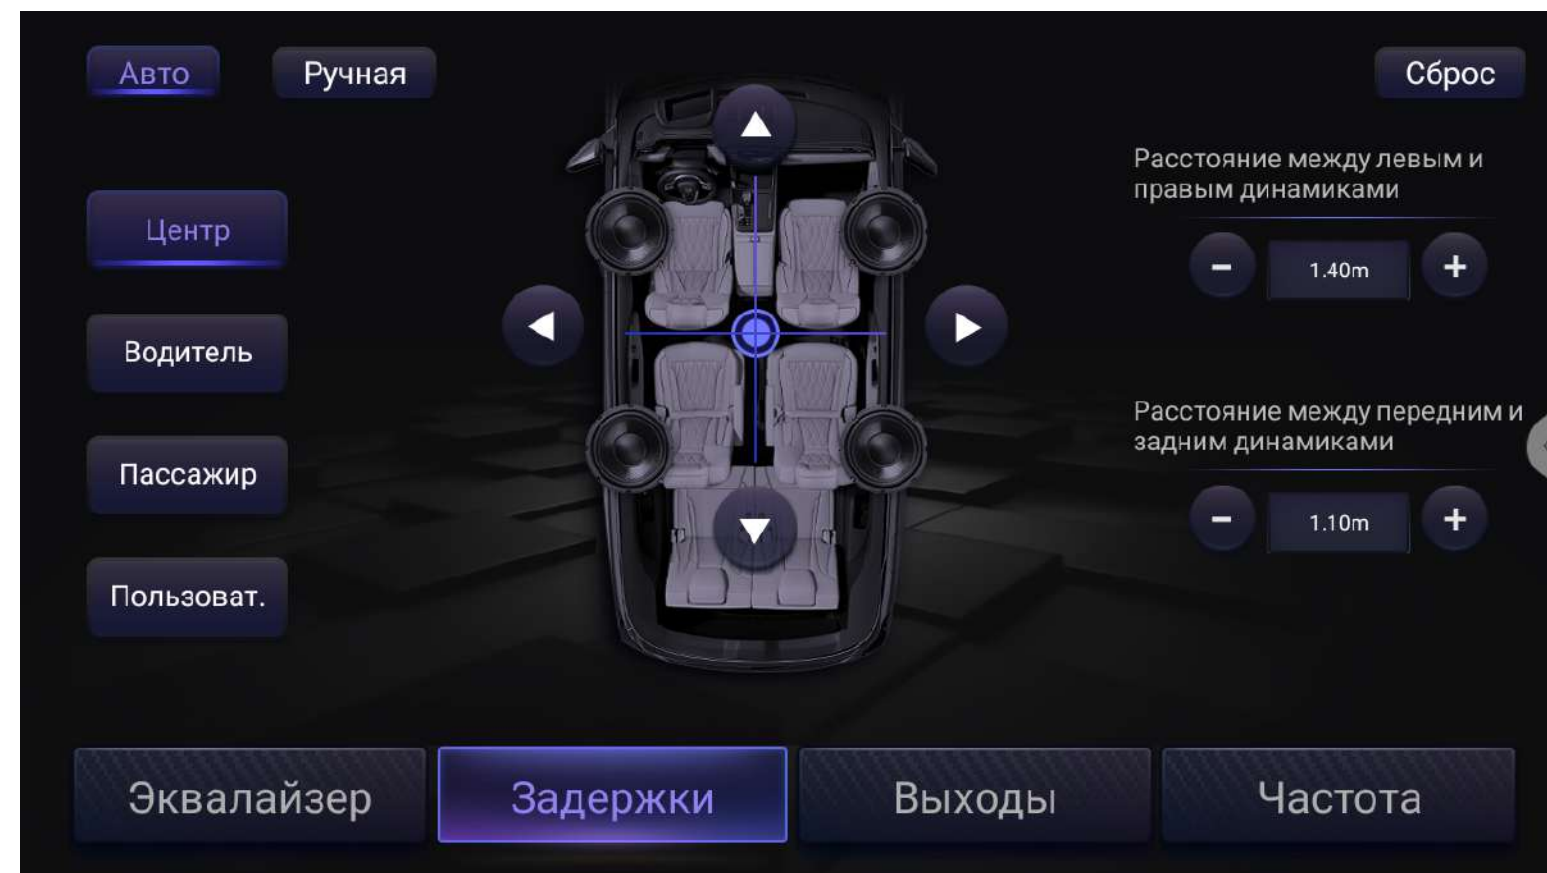 Авто
Ручная
Сброс
Расстояние между левым и
правым динамиками
Центр
− 1.40m +
Водитель
Расстояние между передним и
задним динамиками
Пассажир
− 1.10m +
Пользоват.
Эквалайзер
Задержки
Выходы
Частота